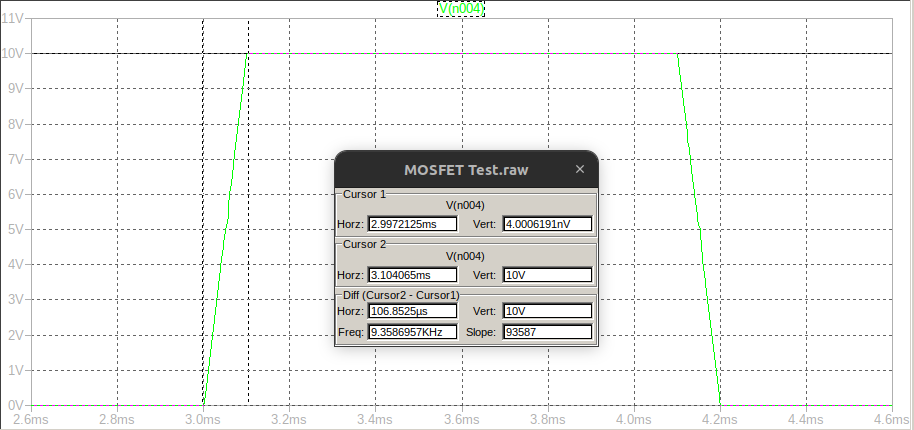 V(n004)
11V
10V
9V
8V
7V
6V
5V
4V
3V
2V
1V
0V
MOSFET Test.raw ×
Cursor 1
V(n004)
Horz: 2.9972125ms Vert: 4.0006191nV
Cursor 2
V(n004)
Horz: 3.104065ms Vert: 10V
Diff (Cursor2 - Cursor1)
Horz: 106.8525µs Vert: 10V
Freq: 9.3586957KHz Slope: 93587
2.6ms 2.8ms 3.0ms 3.2ms 3.4ms 3.6ms 3.8ms 4.0ms 4.2ms 4.4ms 4.6ms